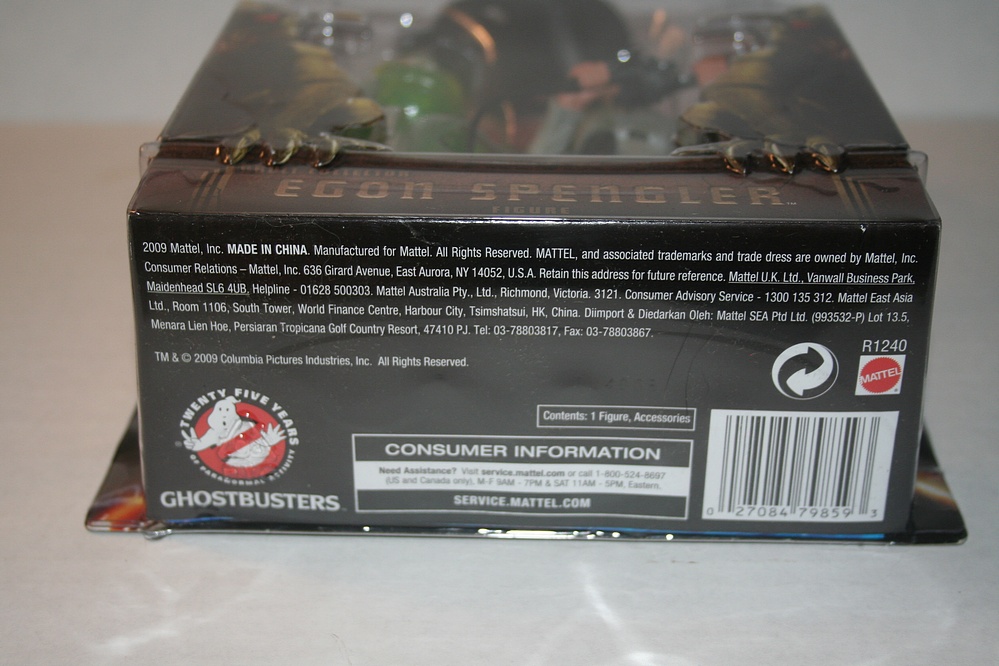 EGON SPENGLER™
FIGURE
2009 Mattel, Inc. MADE IN CHINA. Manufactured for Mattel. All Rights Reserved. MATTEL, and associated trademarks and trade dress are owned by Mattel, Inc.
Consumer Relations – Mattel, Inc. 636 Girard Avenue, East Aurora, NY 14052, U.S.A. Retain this address for future reference. Mattel U.K. Ltd., Vanwall Business Park,
Maidenhead SL6 4UB, Helpline - 01628 500303. Mattel Australia Pty., Ltd., Richmond, Victoria. 3121. Consumer Advisory Service - 1300 135 312. Mattel East Asia
Ltd., Room 1106, South Tower, World Finance Centre, Harbour City, Tsimshatsui, HK, China. Diimport & Diedarkan Oleh: Mattel SEA Ptd Ltd. (993532-P) Lot 13.5,
Menara Lien Hoe, Persiaran Tropicana Golf Country Resort, 47410 PJ. Tel: 03-78803817, Fax: 03-78803867.
TM & © 2009 Columbia Pictures Industries, Inc. All Rights Reserved.
R1240
MATTEL
TWENTY FIVE YEARS
OF PARANORMAL ACTIVITY
GHOSTBUSTERS
Contents: 1 Figure, Accessories
CONSUMER INFORMATION
Need Assistance? Visit service.mattel.com or call 1-800-524-8697
(US and Canada only), M-F 9AM - 7PM & SAT 11AM - 5PM, Eastern.
SERVICE.MATTEL.COM
0 27084 79859 3